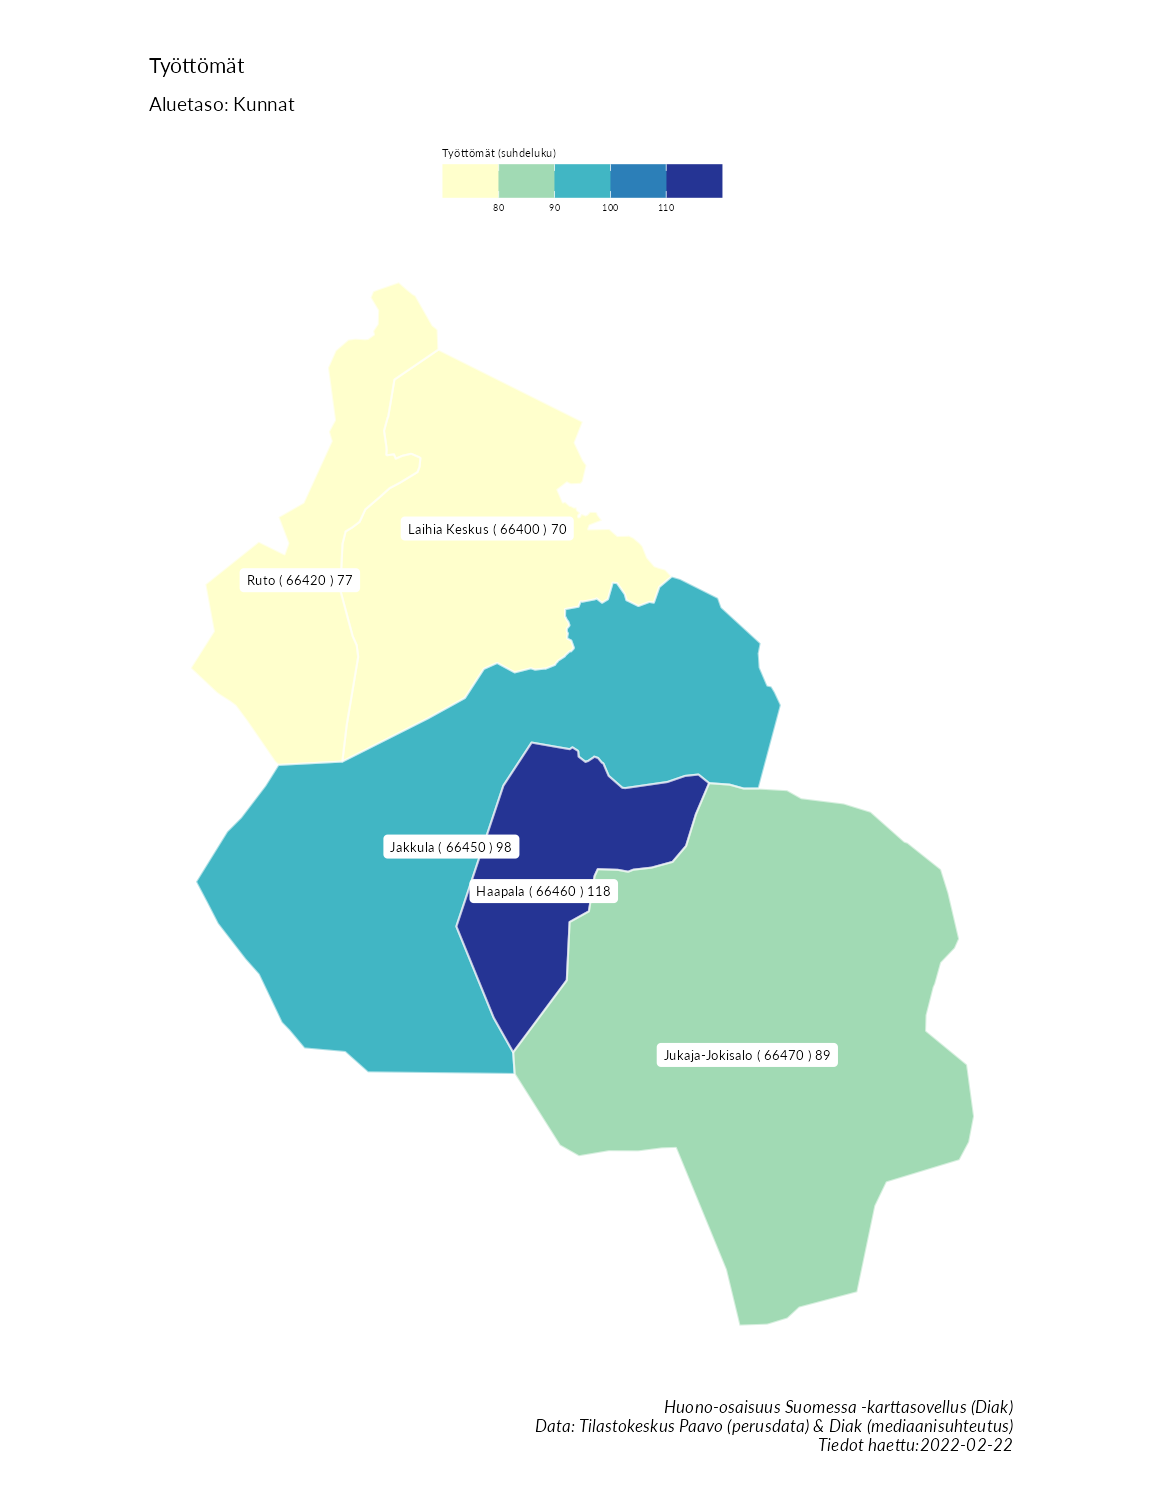 Työttömät
Aluetaso: Kunnat
Työttömät (suhdeluku)
80 90 100 110
Laihia Keskus ( 66400 ) 70
Ruto ( 66420 ) 77
Jakkula ( 66450 ) 98
Haapala ( 66460 ) 118
Jukaja-Jokisalo ( 66470 ) 89
Huono-osaisuus Suomessa -karttasovellus (Diak)
Data: Tilastokeskus Paavo (perusdata) & Diak (mediaanisuhteutus)
Tiedot haettu:2022-02-22